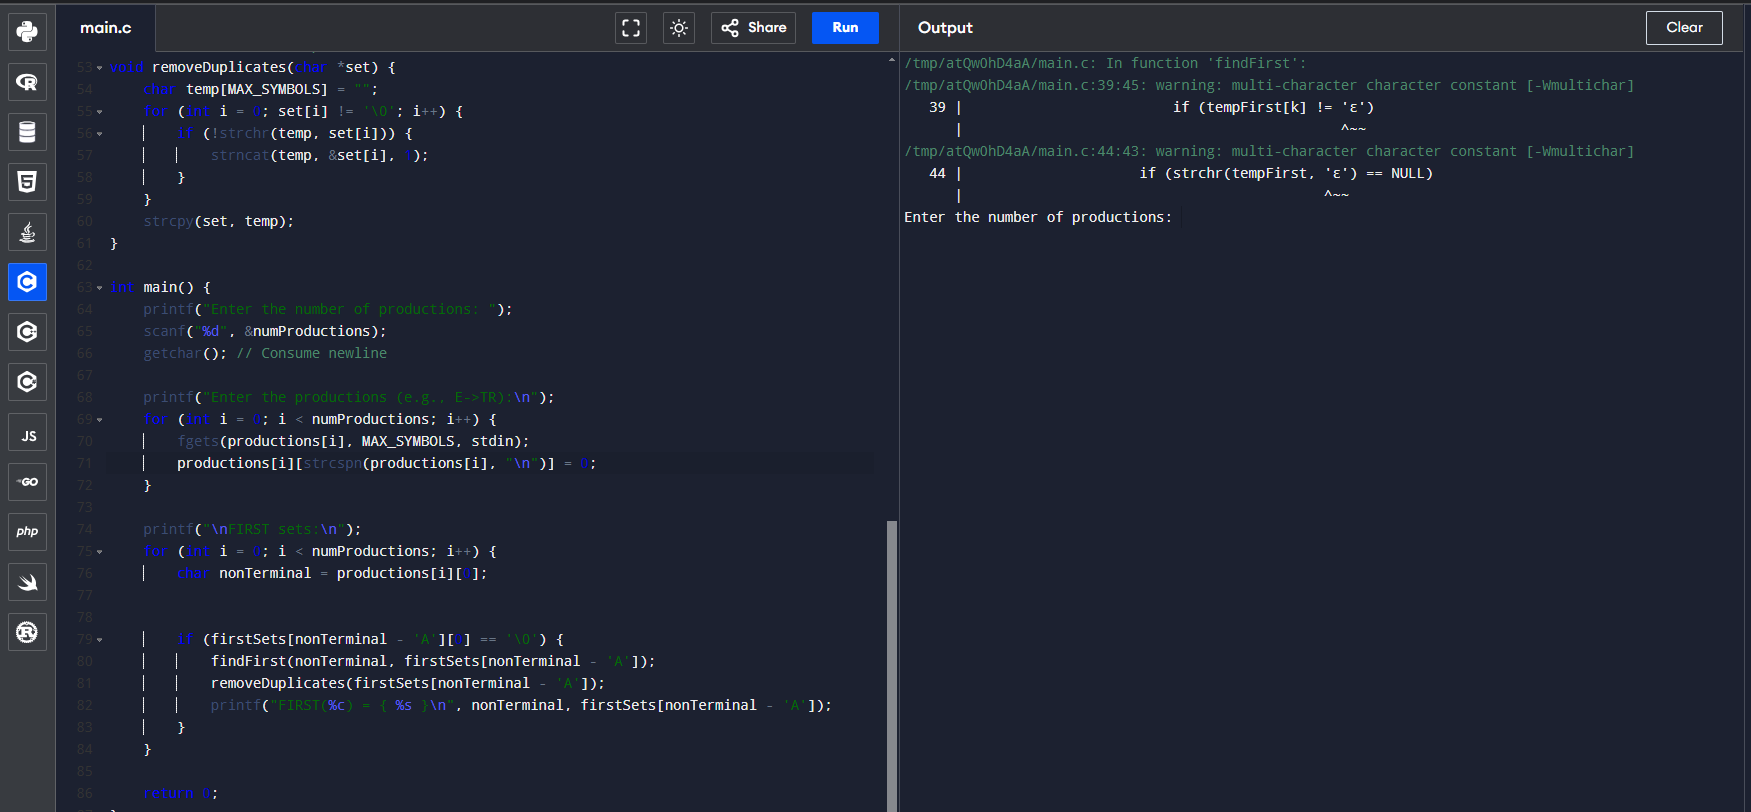 main.c
Share
Run
Output
Clear
JS
GO
php
53 void removeDuplicates(char *set) {
54 char temp[MAX_SYMBOLS] = "";
55 for (int i = 0; set[i] != '\0'; i++) {
56 if (!strchr(temp, set[i])) {
57 strncat(temp, &set[i], 1);
58 }
59 }
60 strcpy(set, temp);
61 }
62
63 int main() {
64 printf("Enter the number of productions: ");
65 scanf("%d", &numProductions);
66 getchar(); // Consume newline
67
68 printf("Enter the productions (e.g., E->TR):\n");
69 for (int i = 0; i < numProductions; i++) {
70 fgets(productions[i], MAX_SYMBOLS, stdin);
71 productions[i][strcspn(productions[i], "\n")] = 0;
72 }
73
74 printf("\nFIRST sets:\n");
75 for (int i = 0; i < numProductions; i++) {
76 char nonTerminal = productions[i][0];
77
78
79 if (firstSets[nonTerminal - 'A'][0] == '\0') {
80 findFirst(nonTerminal, firstSets[nonTerminal - 'A']);
81 removeDuplicates(firstSets[nonTerminal - 'A']);
82 printf("FIRST(%c) = { %s }\n", nonTerminal, firstSets[nonTerminal - 'A']);
83 }
84 }
85
86 return 0;
/tmp/atQwOhD4aA/main.c: In function 'findFirst':
/tmp/atQwOhD4aA/main.c:39:45: warning: multi-character character constant [-Wmultichar]
39 | if (tempFirst[k] != 'ε')
| ^~~
/tmp/atQwOhD4aA/main.c:44:43: warning: multi-character character constant [-Wmultichar]
44 | if (strchr(tempFirst, 'ε') == NULL)
| ^~~
Enter the number of productions: